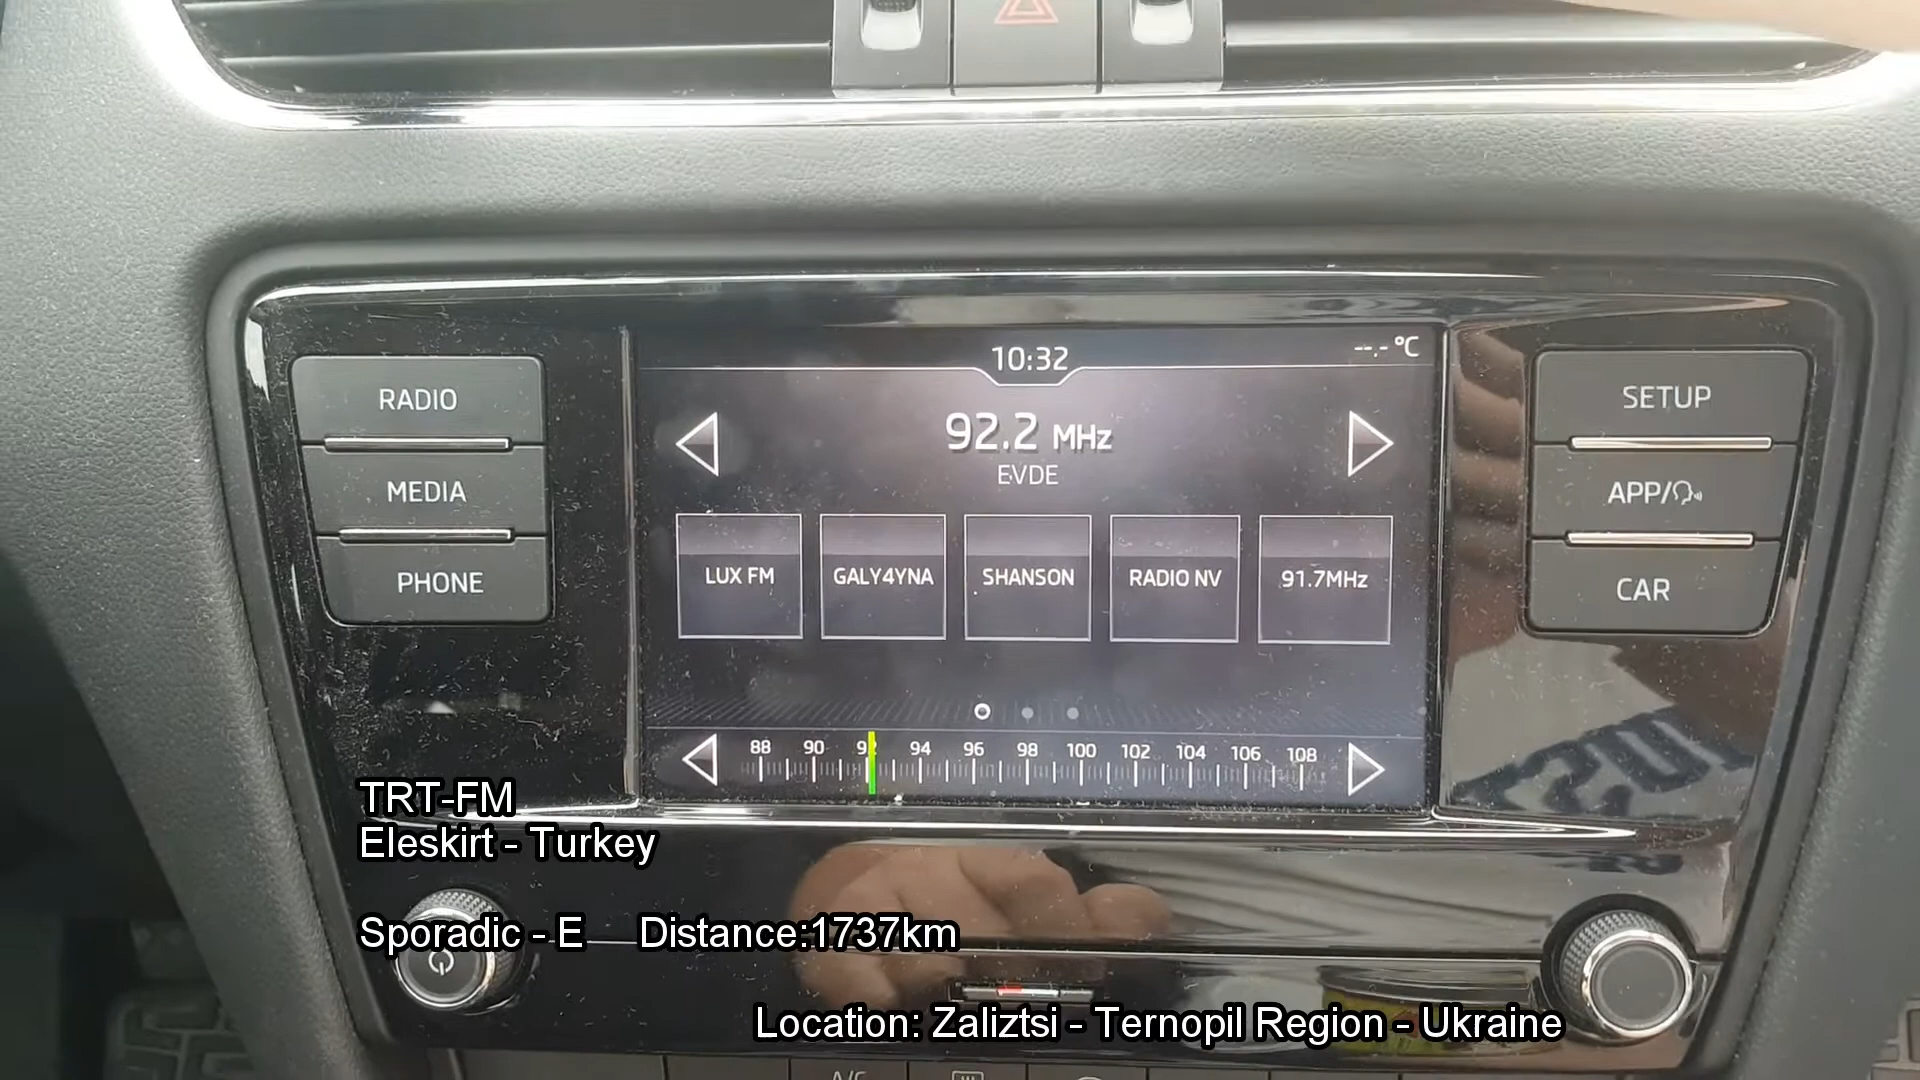 10:32
--.- °C
92.2 MHz
EVDE
RADIO
MEDIA
PHONE
SETUP
APP/
CAR
LUX FM
GALY4YNA
SHANSON
RADIO NV
91.7MHz
88 90 92 94 96 98 100 102 104 106 108
TRT-FM
Eleskirt - Turkey
Sporadic - E Distance:1737km
Location: Zaliztsi - Ternopil Region - Ukraine
A/C